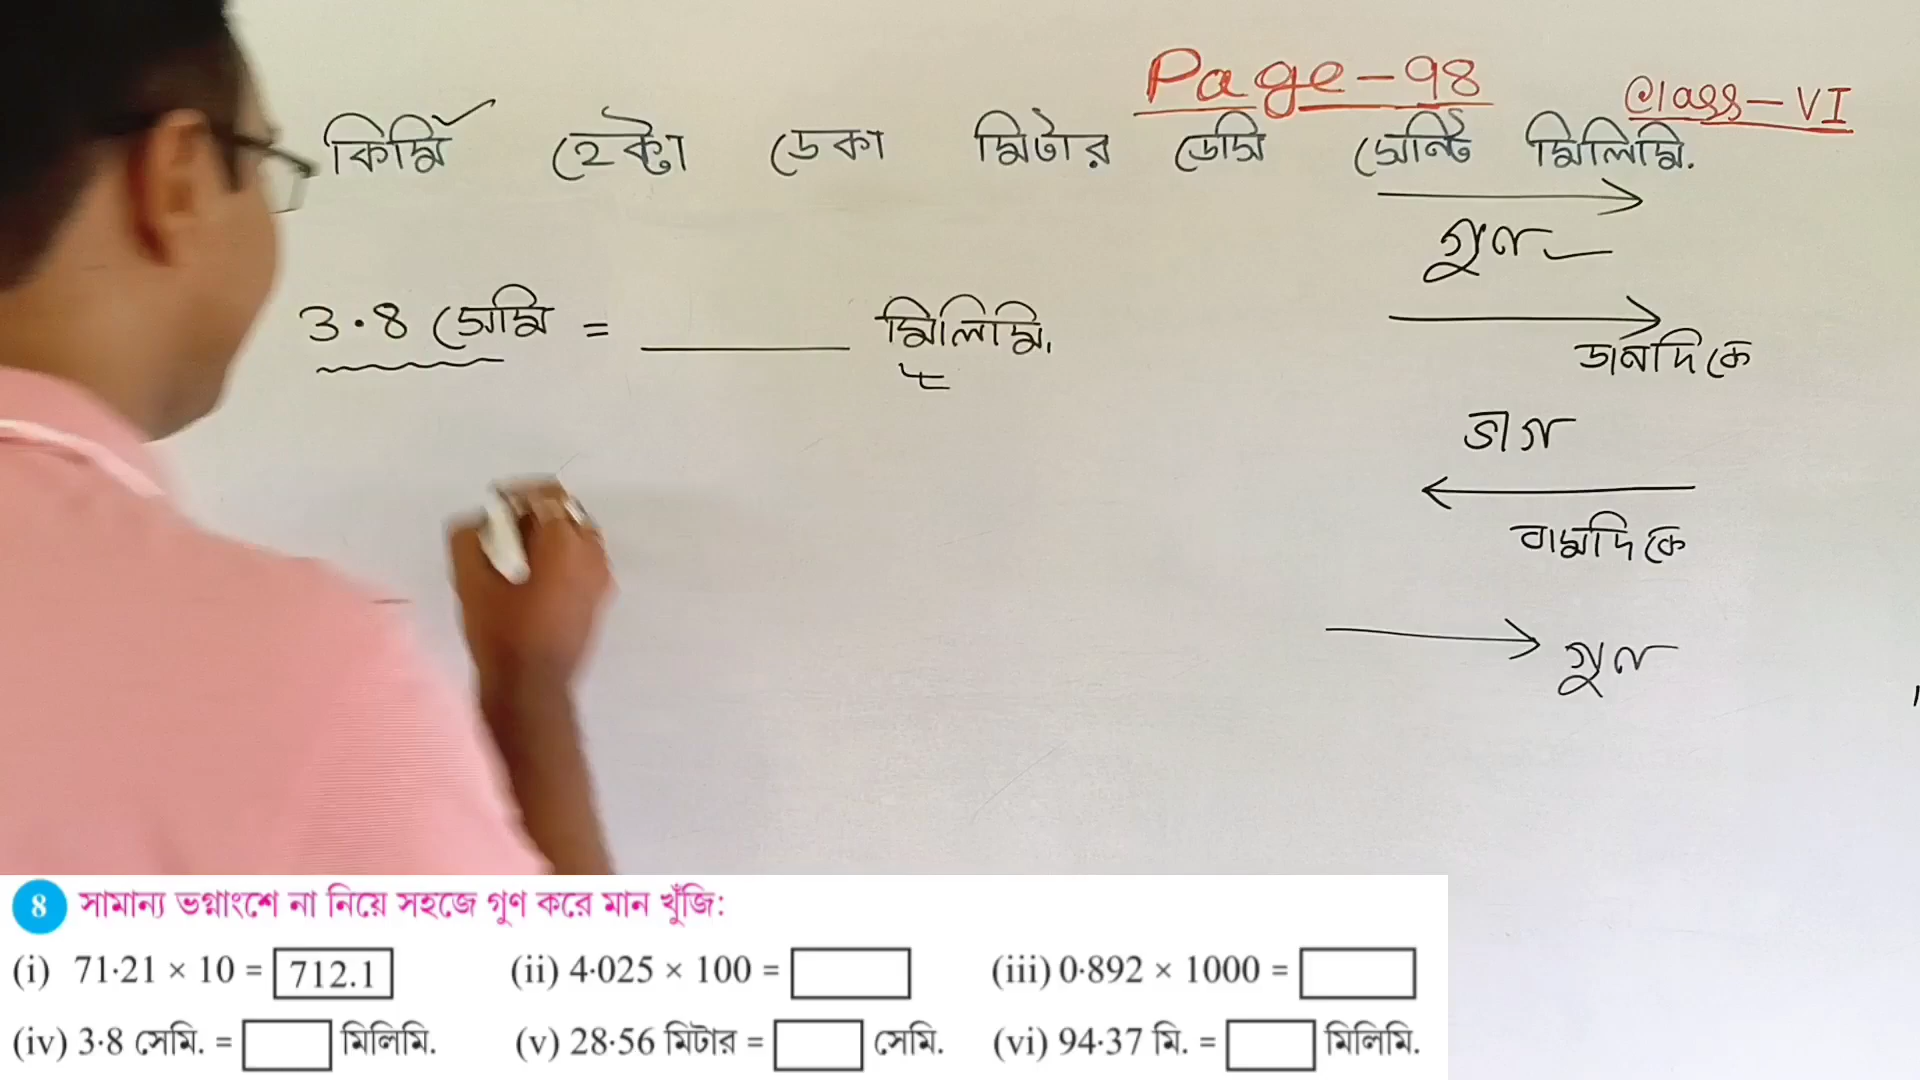 Page-98
Class-VI
কিমি হেক্টো ডেকা মিটার ডেসি সেন্টি মিলিমি.
গুণ
3·8 সেমি = ______ মিলিমি.
ডানদিকে
ভাগ
বামদিকে
গুণ
8 সামান্য ভগ্নাংশে না নিয়ে সহজে গুণ করে মান খুঁজি:
(i) 71·21 × 10 = 712.1 (ii) 4·025 × 100 = (iii) 0·892 × 1000 =
(iv) 3·8 সেমি. = মিলিমি. (v) 28·56 মিটার = সেমি. (vi) 94·37 মি. = মিলিমি.